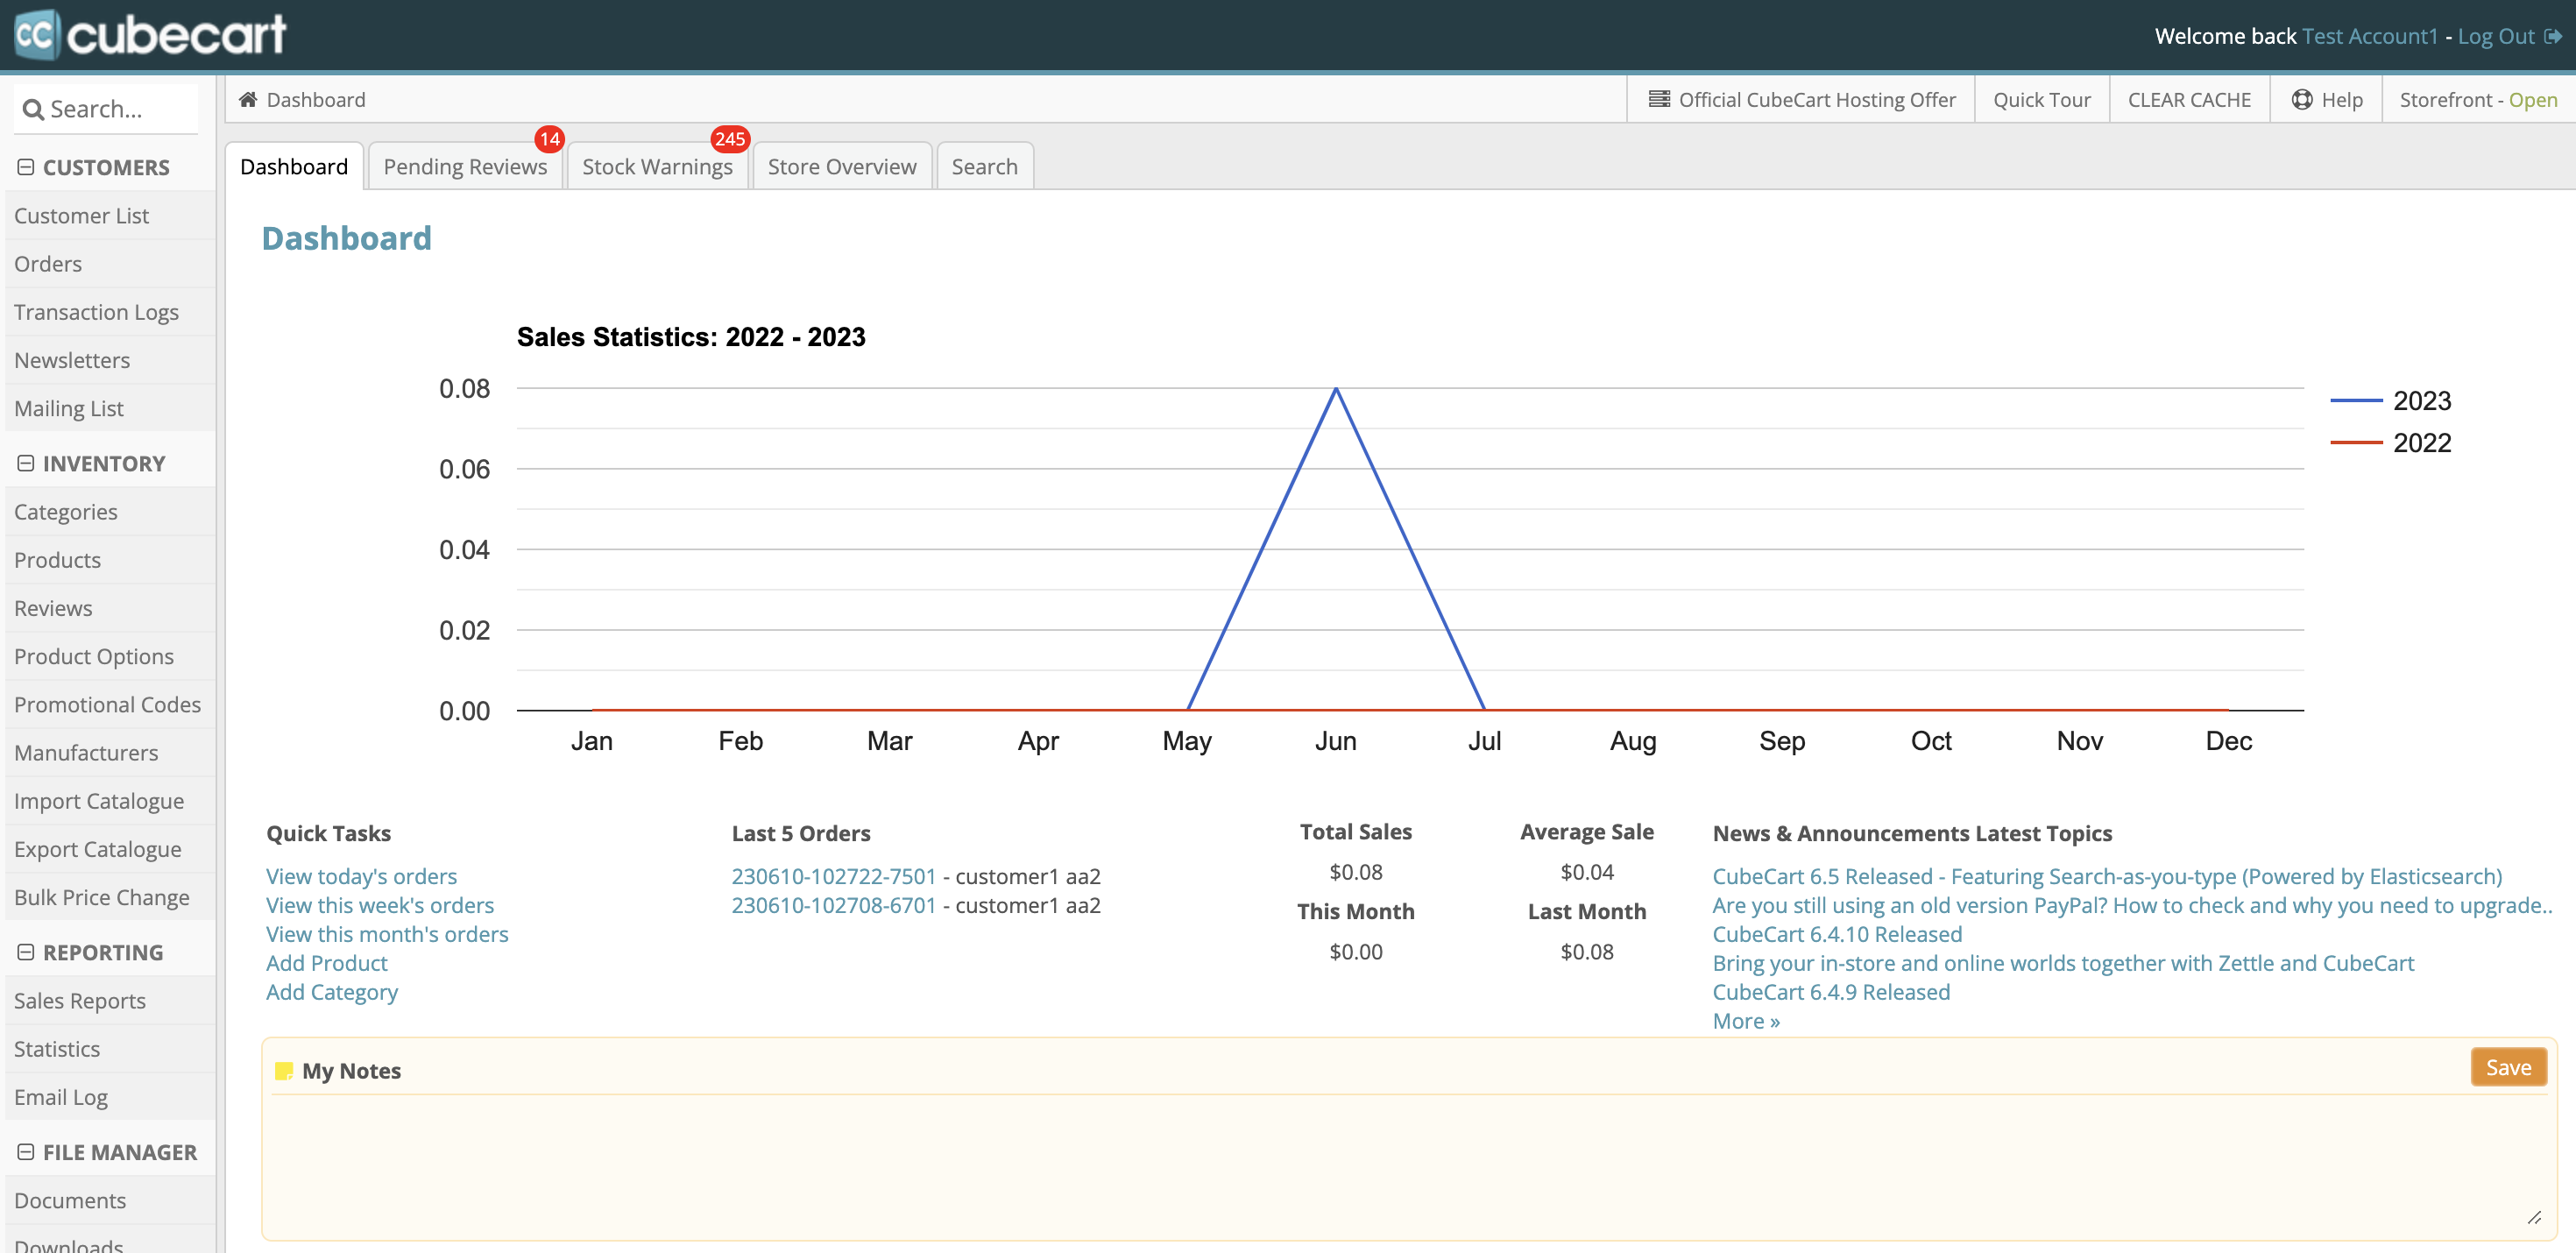 cc cubecart
Welcome back Test Account1 - Log Out
Search...
Dashboard
Official CubeCart Hosting Offer
Quick Tour
CLEAR CACHE
Help
Storefront - Open
CUSTOMERS
Customer List
Orders
Transaction Logs
Newsletters
Mailing List
INVENTORY
Categories
Products
Reviews
Product Options
Promotional Codes
Manufacturers
Import Catalogue
Export Catalogue
Bulk Price Change
REPORTING
Sales Reports
Statistics
Email Log
FILE MANAGER
Documents
Downloads
Dashboard
Pending Reviews 14
Stock Warnings 245
Store Overview
Search
Dashboard
Sales Statistics: 2022 - 2023
0.08
0.06
0.04
0.02
0.00
Jan Feb Mar Apr May Jun Jul Aug Sep Oct Nov Dec
2023
2022
Quick Tasks
View today's orders
View this week's orders
View this month's orders
Add Product
Add Category
Last 5 Orders
230610-102722-7501 - customer1 aa2
230610-102708-6701 - customer1 aa2
Total Sales
$0.08
This Month
$0.00
Average Sale
$0.04
Last Month
$0.08
News & Announcements Latest Topics
CubeCart 6.5 Released - Featuring Search-as-you-type (Powered by Elasticsearch)
Are you still using an old version PayPal? How to check and why you need to upgrade..
CubeCart 6.4.10 Released
Bring your in-store and online worlds together with Zettle and CubeCart
CubeCart 6.4.9 Released
More »
My Notes
Save